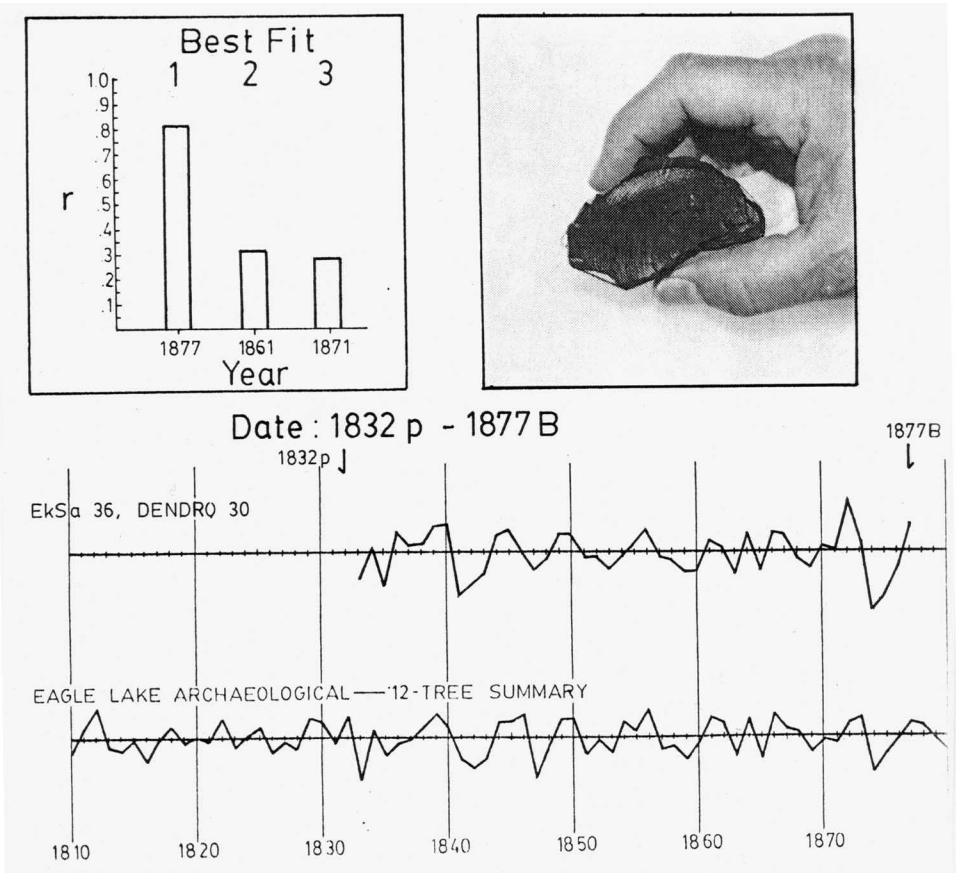 Best Fit
1 2 3
1.0
.9
.8
.7
.6
.5
.4
.3
.2
.1
r
1877 1861 1871
Year
Date : 1832 p - 1877 B
1832p
1877B
EkSa 36, DENDRO 30
EAGLE LAKE ARCHAEOLOGICAL — 12-TREE SUMMARY
1810 1820 1830 1840 1850 1860 1870